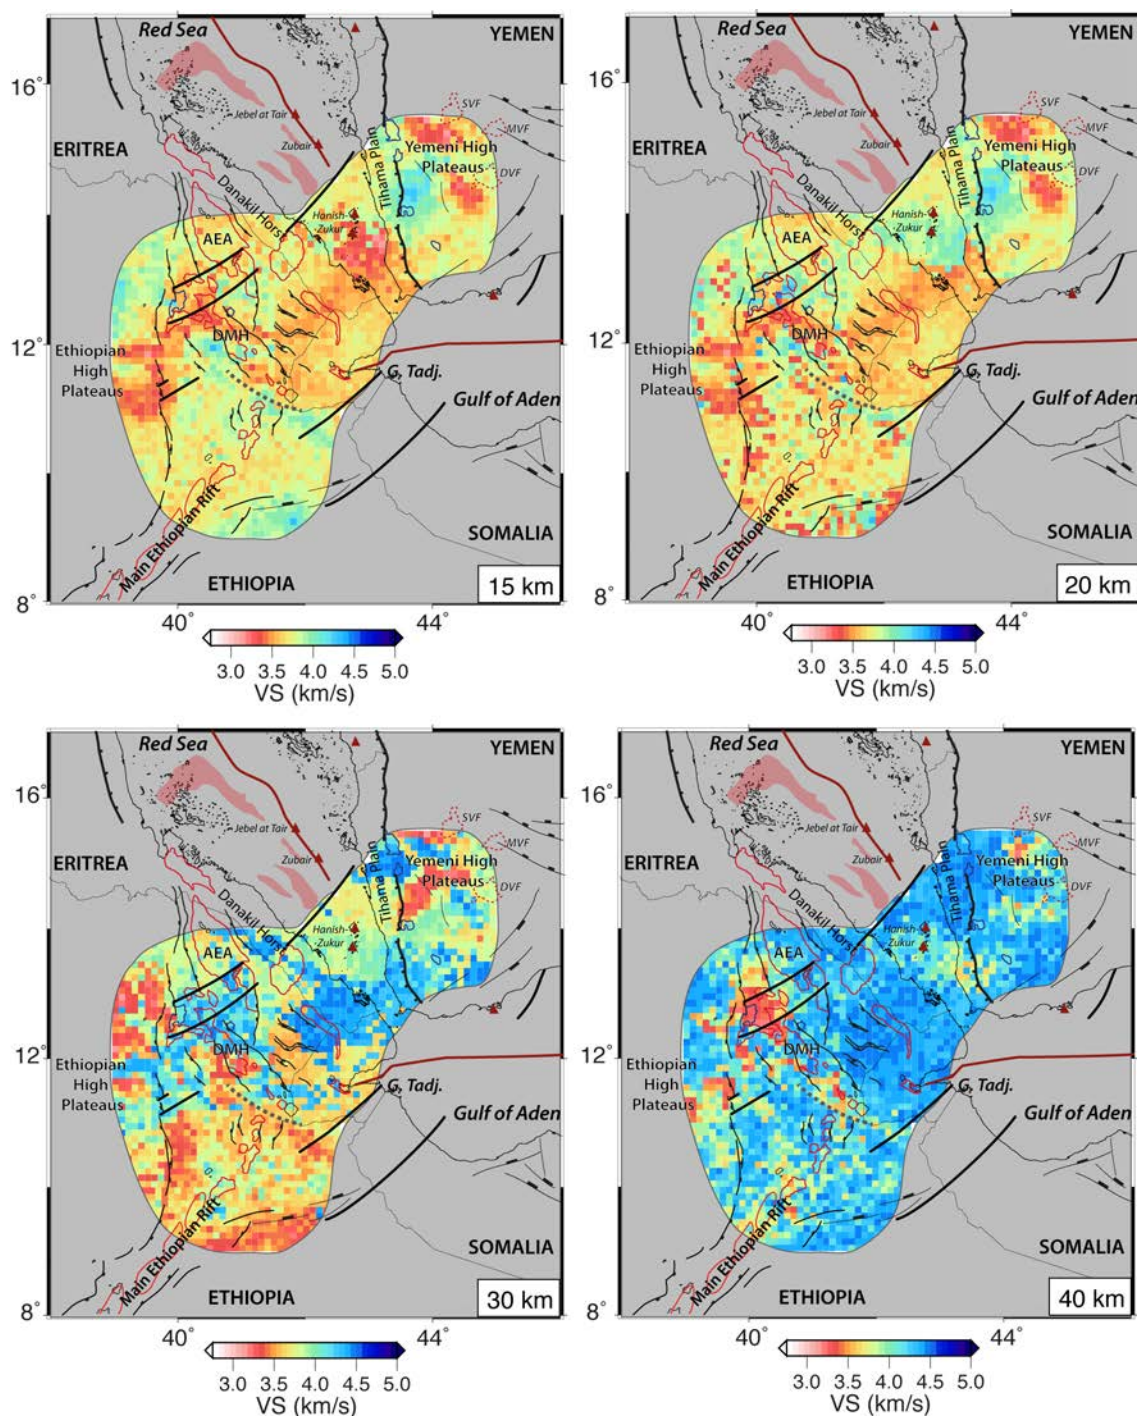 Red Sea
YEMEN
16°
SVF
MVF
Jebel at Tair
Zubair
Yemeni High
Plateaus
DVF
ERITREA
Tihama Plain
Danakil Horst
Hanish-
Zukur
AEA
DMH
12°
Ethiopian
High
Plateaus
G. Tadj.
Gulf of Aden
Main Ethiopian Rift
SOMALIA
ETHIOPIA
15 km
8°
40°
44°
3.0 3.5 4.0 4.5 5.0
VS (km/s)
Red Sea
YEMEN
16°
SVF
MVF
Jebel at Tair
Zubair
Yemeni High
Plateaus
DVF
ERITREA
Tihama Plain
Danakil Horst
Hanish-
Zukur
AEA
DMH
12°
Ethiopian
High
Plateaus
G. Tadj.
Gulf of Aden
Main Ethiopian Rift
SOMALIA
ETHIOPIA
20 km
8°
40°
44°
3.0 3.5 4.0 4.5 5.0
VS (km/s)
Red Sea
YEMEN
16°
SVF
MVF
Jebel at Tair
Zubair
Yemeni High
Plateaus
DVF
ERITREA
Tihama Plain
Danakil Horst
Hanish-
Zukur
AEA
DMH
12°
Ethiopian
High
Plateaus
G. Tadj.
Gulf of Aden
Main Ethiopian Rift
SOMALIA
ETHIOPIA
30 km
8°
40°
44°
3.0 3.5 4.0 4.5 5.0
VS (km/s)
Red Sea
YEMEN
16°
SVF
MVF
Jebel at Tair
Zubair
Yemeni High
Plateaus
DVF
ERITREA
Tihama Plain
Danakil Horst
Hanish-
Zukur
AEA
DMH
12°
Ethiopian
High
Plateaus
G. Tadj.
Gulf of Aden
Main Ethiopian Rift
SOMALIA
ETHIOPIA
40 km
8°
40°
44°
3.0 3.5 4.0 4.5 5.0
VS (km/s)